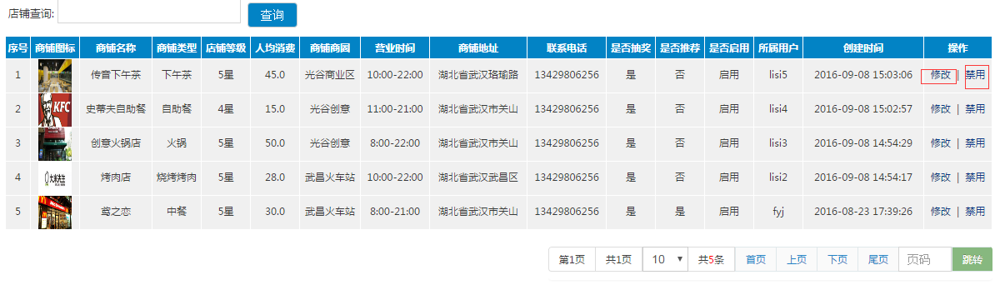 店铺查询: 查询
序号 商铺图标 商铺名称 商铺类型 店铺等级 人均消费 商铺商圆 营业时间 商铺地址 联系电话 是否抽奖 是否推荐 是否启用 所属用户 创建时间 操作
1 传音下午茶 下午茶 5星 45.0 光谷商业区 10:00-22:00 湖北省武汉珞瑜路 13429806256 是 否 启用 lisi5 2016-09-08 15:03:06 修改 | 禁用
2 KFC 史蒂夫自助餐 自助餐 4星 15.0 光谷创意 11:00-21:00 湖北省武汉市关山 13429806256 是 否 启用 lisi4 2016-09-08 15:02:57 修改 | 禁用
3 创意火锅店 火锅 5星 50.0 光谷创意 8:00-22:00 湖北省武汉市关山 13429806256 是 否 启用 lisi3 2016-09-08 14:54:29 修改 | 禁用
4 烤肉店 烧烤烤肉 5星 28.0 武昌火车站 10:00-22:00 湖北省武汉武昌区 13429806256 是 否 启用 lisi2 2016-09-08 14:54:17 修改 | 禁用
5 鸢之恋 中餐 5星 30.0 武昌火车站 8:00-21:00 湖北省武汉市关山 13429806256 是 是 启用 fyj 2016-08-23 17:39:26 修改 | 禁用
第1页 共1页 10 共5条 首页 上页 下页 尾页 页码 跳转